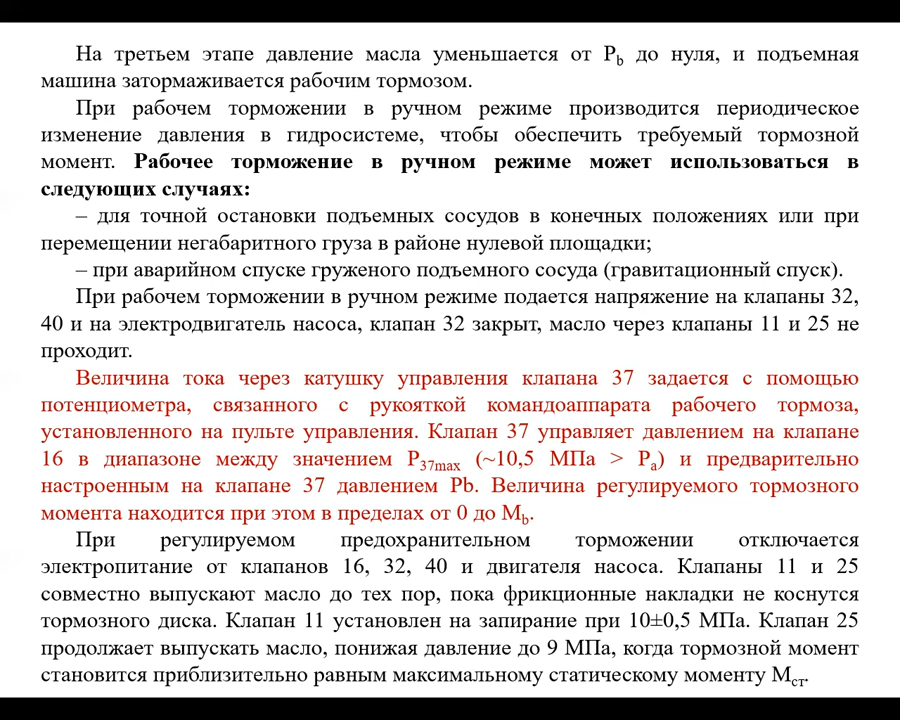 На третьем этапе давление масла уменьшается от Pb до нуля, и подъемная
машина затормаживается рабочим тормозом.
При рабочем торможении в ручном режиме производится периодическое
изменение давления в гидросистеме, чтобы обеспечить требуемый тормозной
момент. Рабочее торможение в ручном режиме может использоваться в
следующих случаях:
– для точной остановки подъемных сосудов в конечных положениях или при
перемещении негабаритного груза в районе нулевой площадки;
– при аварийном спуске груженого подъемного сосуда (гравитационный спуск).
При рабочем торможении в ручном режиме подается напряжение на клапаны 32,
40 и на электродвигатель насоса, клапан 32 закрыт, масло через клапаны 11 и 25 не
проходит.
Величина тока через катушку управления клапана 37 задается с помощью
потенциометра, связанного с рукояткой командоаппарата рабочего тормоза,
установленного на пульте управления. Клапан 37 управляет давлением на клапане
16 в диапазоне между значением P37max (~10,5 МПа > Pa) и предварительно
настроенным на клапане 37 давлением Pb. Величина регулируемого тормозного
момента находится при этом в пределах от 0 до Mb.
При регулируемом предохранительном торможении отключается
электропитание от клапанов 16, 32, 40 и двигателя насоса. Клапаны 11 и 25
совместно выпускают масло до тех пор, пока фрикционные накладки не коснутся
тормозного диска. Клапан 11 установлен на запирание при 10±0,5 МПа. Клапан 25
продолжает выпускать масло, понижая давление до 9 МПа, когда тормозной момент
становится приблизительно равным максимальному статическому моменту Мст.